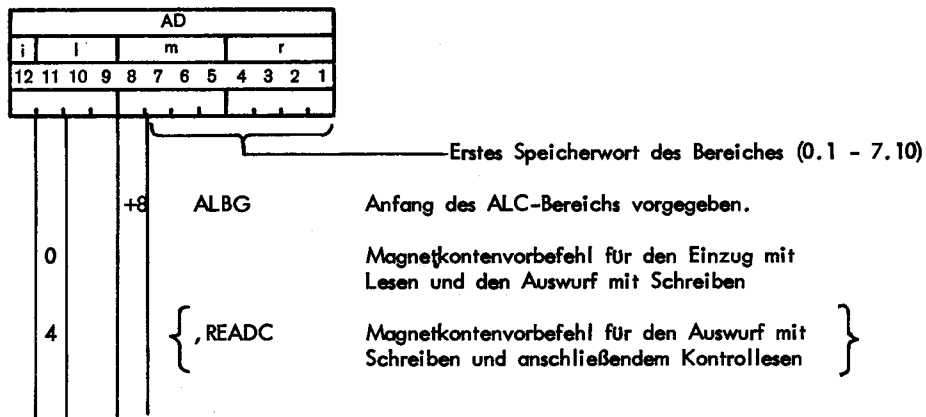 AD
i l m r
12 11 10 9 8 7 6 5 4 3 2 1
Erstes Speicherwort des Bereiches (0.1 - 7.10)
+8 ALBG Anfang des ALC-Bereichs vorgegeben.
0 Magnetkontenvorbefehl für den Einzug mit
Lesen und den Auswurf mit Schreiben
4 { , READC Magnetkontenvorbefehl für den Auswurf mit }
Schreiben und anschließendem Kontrollesen